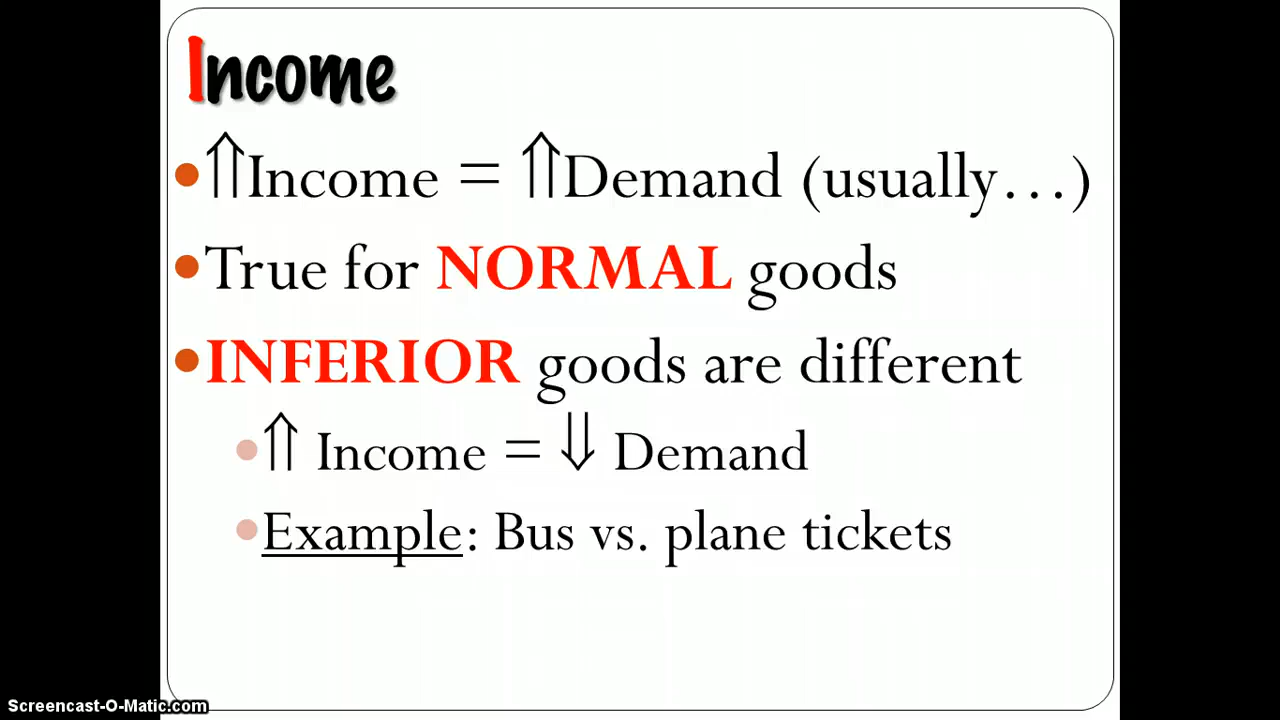 Income
•⇑Income = ⇑Demand (usually…)
•True for NORMAL goods
•INFERIOR goods are different
•⇑ Income = ⇓ Demand
•Example: Bus vs. plane tickets
Screencast-O-Matic.com